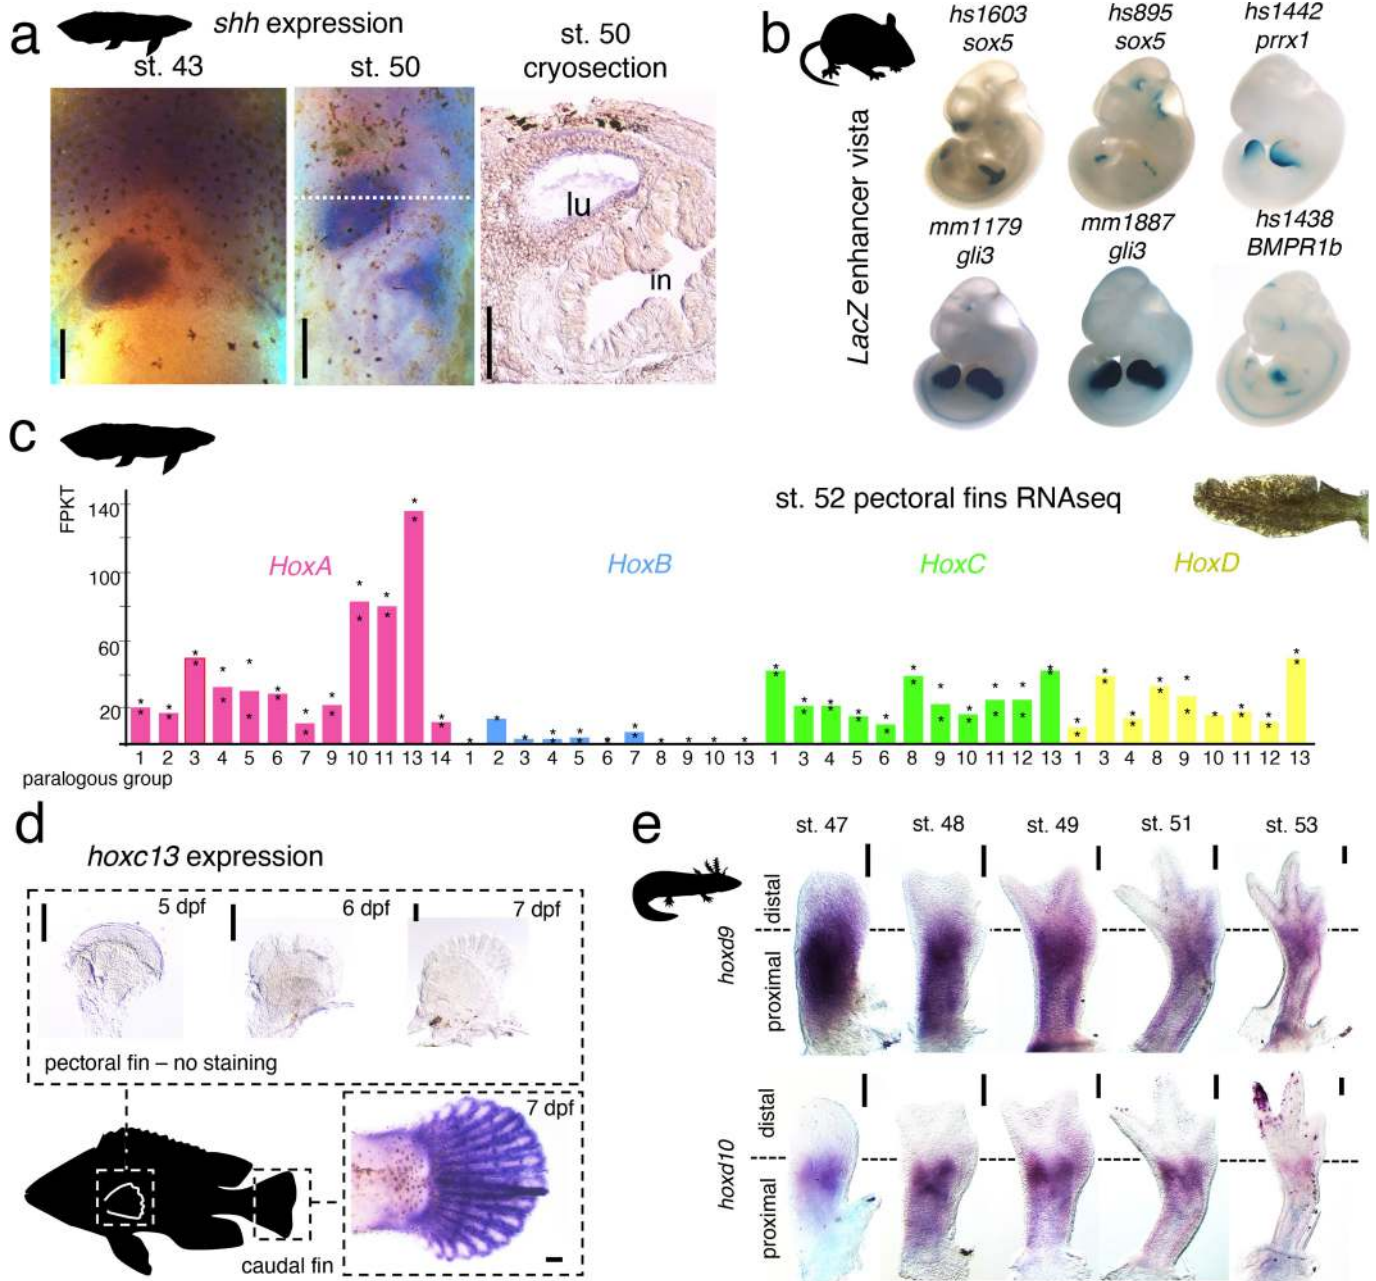 a
shh expression
st. 43
st. 50
st. 50
cryosection
lu
in
b
LacZ enhancer vista
hs1603
sox5
hs895
sox5
hs1442
prrx1
mm1179
gli3
mm1887
gli3
hs1438
BMPR1b
c
st. 52 pectoral fins RNAseq
FPKT
140
100
60
20
HoxA
HoxB
HoxC
HoxD
1 2 3 4 5 6 7 9 10 11 13 14 1 2 3 4 5 6 7 8 9 10 13 1 3 4 5 6 8 9 10 11 12 13 1 3 4 8 9 10 11 12 13
paralogous group
d
hoxc13 expression
5 dpf
6 dpf
7 dpf
pectoral fin – no staining
7 dpf
caudal fin
e
st. 47
st. 48
st. 49
st. 51
st. 53
hoxd9
proximal
distal
hoxd10
proximal
distal